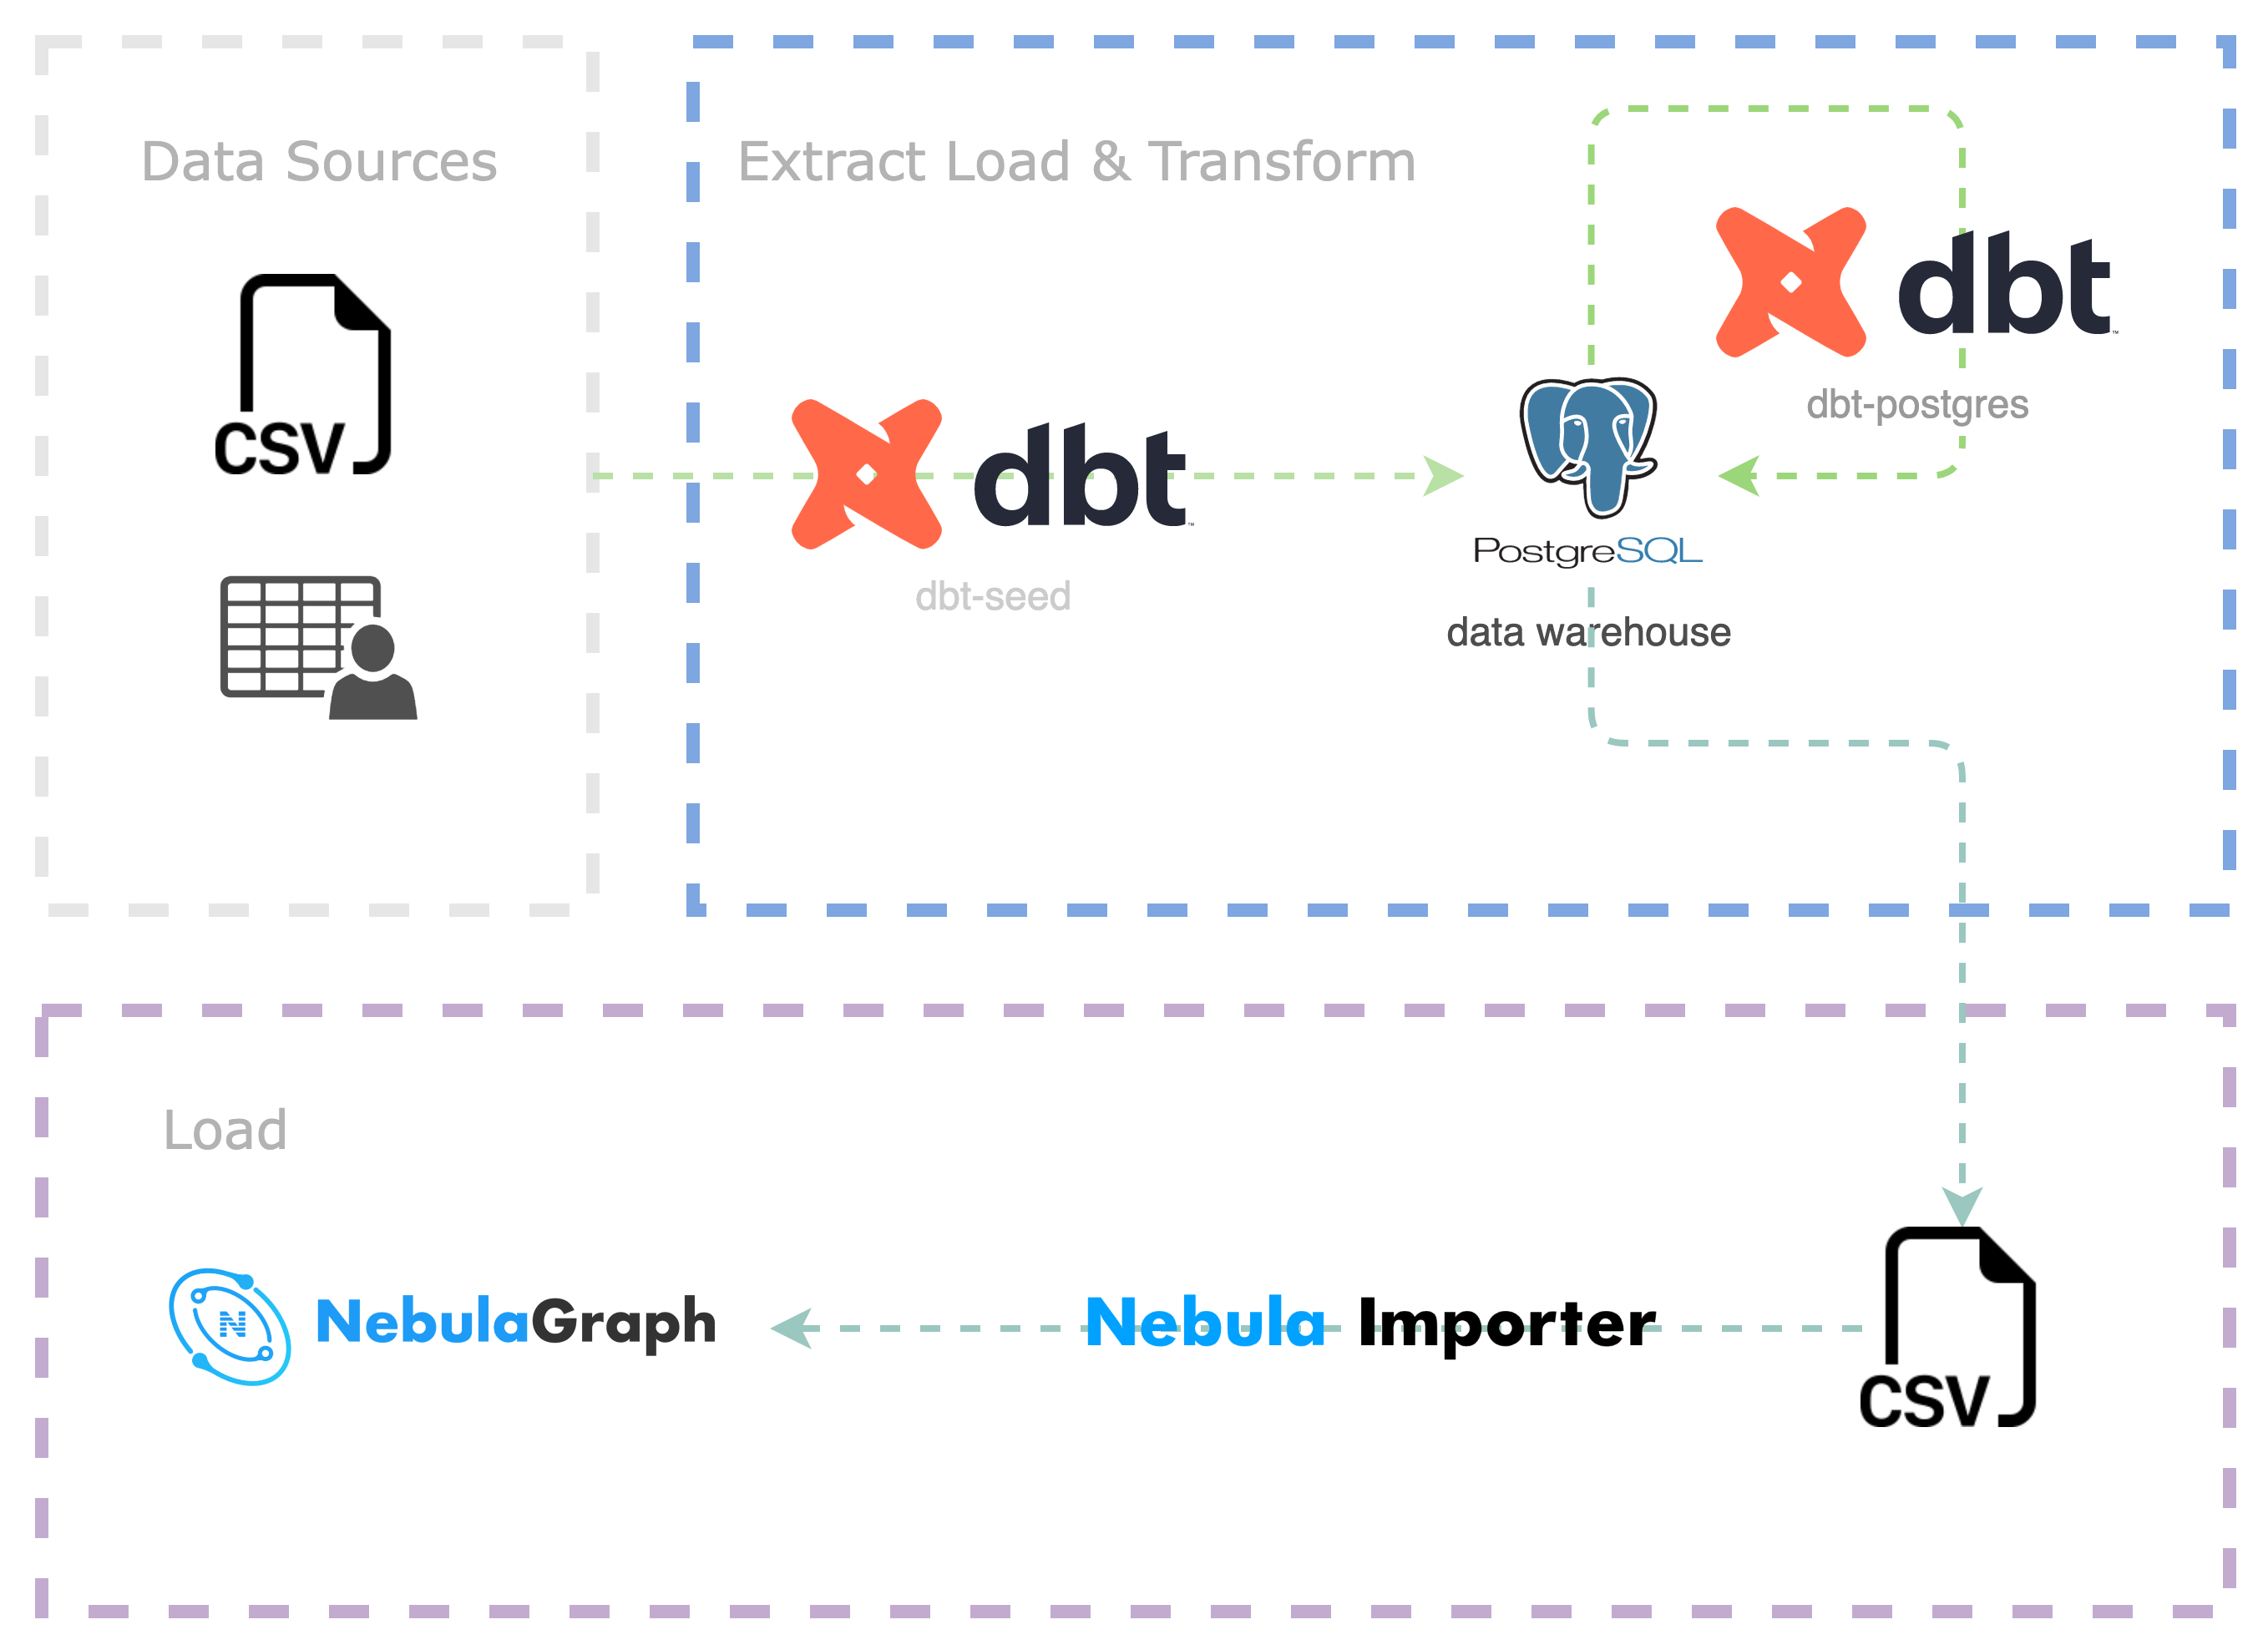 Data Sources
CSV
Extract Load & Transform
dbt
dbt-seed
dbt
dbt-postgres
PostgreSQL
data warehouse
Load
NebulaGraph
Nebula Importer
CSV